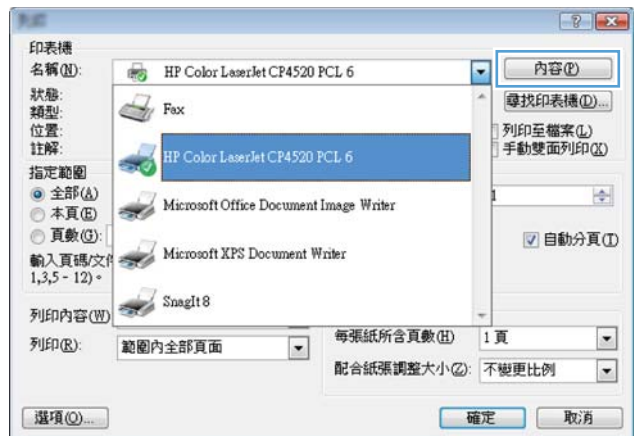 印表機
名稱(N): HP Color LaserJet CP4520 PCL 6 內容(P)
狀態:
類型:
位置:
註解:
Fax
HP Color LaserJet CP4520 PCL 6
Microsoft Office Document Image Writer
Microsoft XPS Document Writer
SnagIt 8
尋找印表機(D)...
列印至檔案(L)
手動雙面列印(X)
指定範圍
全部(A)
本頁(E)
頁數(G):
輸入頁碼/文件
1,3,5 - 12)。
自動分頁(T)
列印內容(W)
列印(R): 範圍內全部頁面
每張紙所含頁數(H) 1 頁
配合紙張調整大小(Z): 不變更比例
選項(O)... 確定 取消